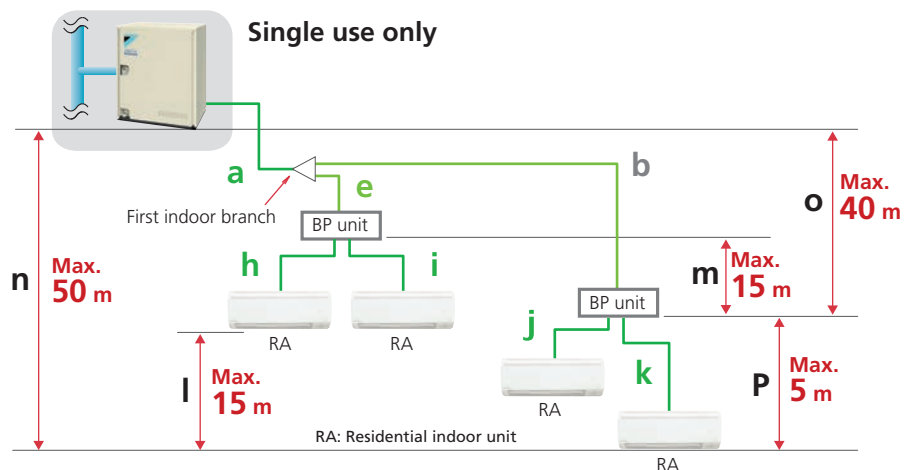 Single use only
a
b
e
First indoor branch
BP unit
o
Max.
40 m
n
Max.
50 m
h
i
m
Max.
15 m
BP unit
RA
RA
j
l
Max.
15 m
k
P
Max.
5 m
RA
RA: Residential indoor unit
RA